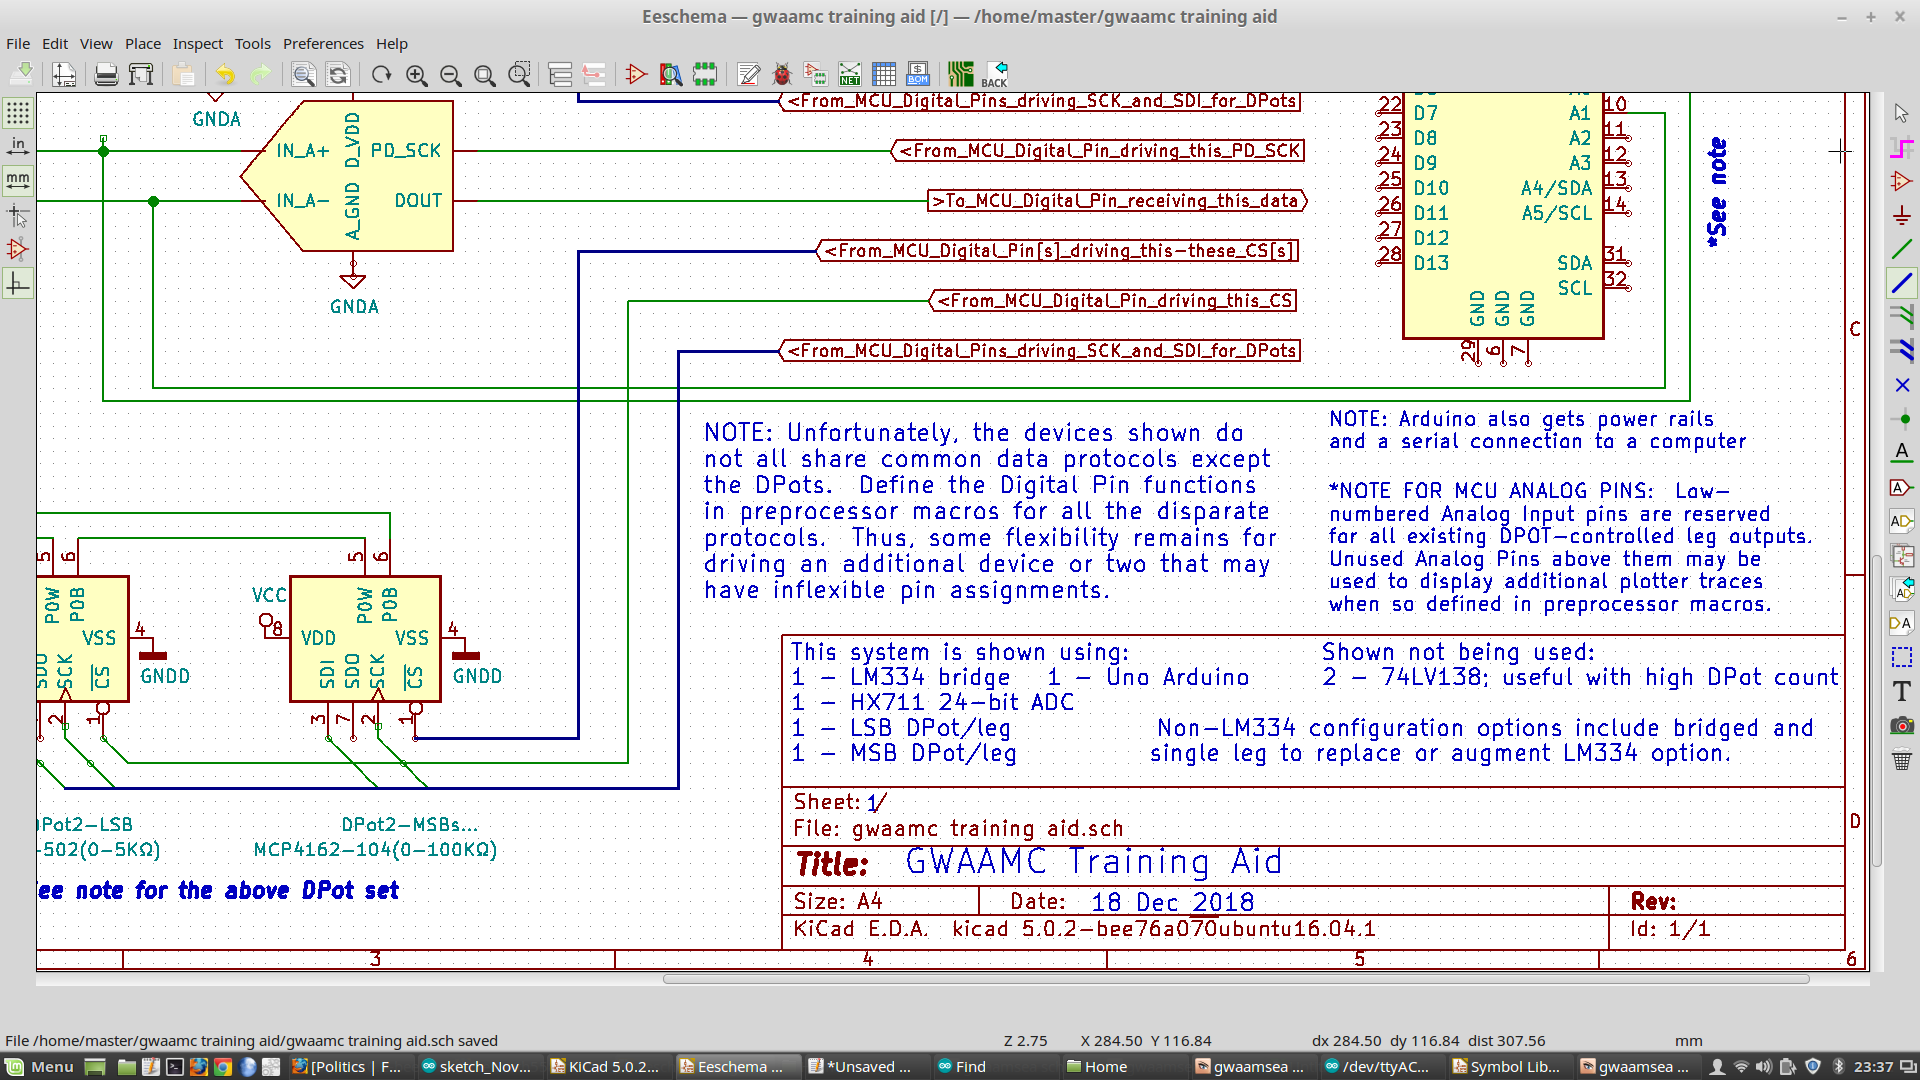 Eeschema — gwaamc training aid [/] — /home/master/gwaamc training aid
File Edit View Place Inspect Tools Preferences Help
NET
BOM
BACK
in
mm
GNDA
IN_A+
D_VDD
PD_SCK
IN_A-
A_GND
DOUT
GNDA
<From_MCU_Digital_Pins_driving_SCK_and_SDI_for_DPots
<From_MCU_Digital_Pin_driving_this_PD_SCK
>To_MCU_Digital_Pin_receiving_this_data
<From_MCU_Digital_Pin[s]_driving_this-these_CS[s]
<From_MCU_Digital_Pin_driving_this_CS
<From_MCU_Digital_Pins_driving_SCK_and_SDI_for_DPots
22 D7 A1 10
23 D8 A2 11
24 D9 A3 12
25 D10 A4/SDA 13
26 D11 A5/SCL 14
27 D12
28 D13 SDA 31
SCL 32
GND GND GND
29 6 7
*See note
C
NOTE: Unfortunately, the devices shown do
not all share common data protocols except
the DPots.  Define the Digital Pin functions
in preprocessor macros for all the disparate
protocols.  Thus, some flexibility remains for
driving an additional device or two that may
have inflexible pin assignments.
NOTE: Arduino also gets power rails
and a serial connection to a computer
*NOTE FOR MCU ANALOG PINS:  Low-
numbered Analog Input pins are reserved
for all existing DPOT-controlled leg outputs.
Unused Analog Pins above them may be
used to display additional plotter traces
when so defined in preprocessor macros.
5 6
P0W P0B
VSS 4
SDO SCK CS
GNDD
2 1
VCC
8
5 6
P0W P0B
VDD VSS 4
SDI SDO SCK CS
GNDD
3 7 2 1
DPot2-LSB
-502(0-5KΩ)
DPot2-MSBs...
MCP4162-104(0-100KΩ)
ee note for the above DPot set
This system is shown using:
1 - LM334 bridge   1 - Uno Arduino
1 - HX711 24-bit ADC
1 - LSB DPot/leg
1 - MSB DPot/leg
Shown not being used:
2 - 74LV138; useful with high DPot count
Non-LM334 configuration options include bridged and
single leg to replace or augment LM334 option.
Sheet: 1/
File: gwaamc training aid.sch
Title: GWAAMC Training Aid
Size: A4 Date: 18 Dec 2018 Rev:
KiCad E.D.A. kicad 5.0.2-bee76a070ubuntu16.04.1 Id: 1/1
D
3 4 5 6
File /home/master/gwaamc training aid/gwaamc training aid.sch saved
Z 2.75 X 284.50 Y 116.84 dx 284.50 dy 116.84 dist 307.56 mm
Menu [Politics | F... sketch_Nov... KiCad 5.0.2... Eeschema ... *Unsaved ... Find Home gwaamsea ... /dev/ttyAC... Symbol Lib... gwaamsea ... 23:37